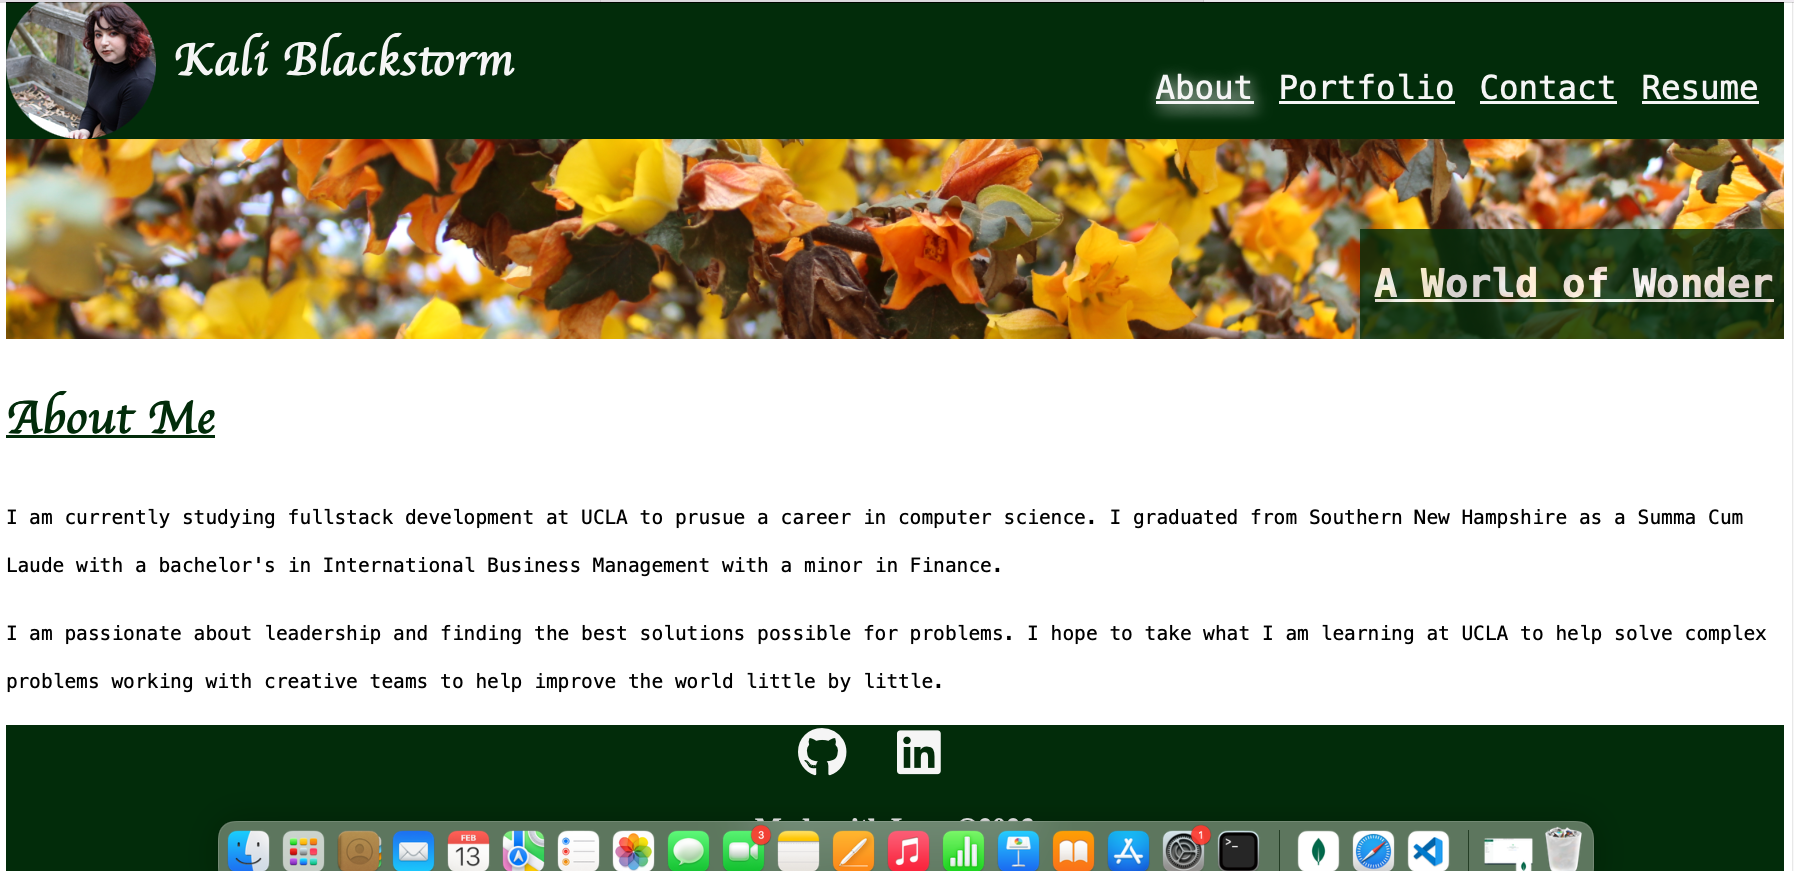 Kali Blackstorm
About Portfolio Contact Resume
A World of Wonder
About Me
I am currently studying fullstack development at UCLA to prusue a career in computer science. I graduated from Southern New Hampshire as a Summa Cum
Laude with a bachelor's in International Business Management with a minor in Finance.
I am passionate about leadership and finding the best solutions possible for problems. I hope to take what I am learning at UCLA to help solve complex
problems working with creative teams to help improve the world little by little.
in
3
1
FEB
13
>_